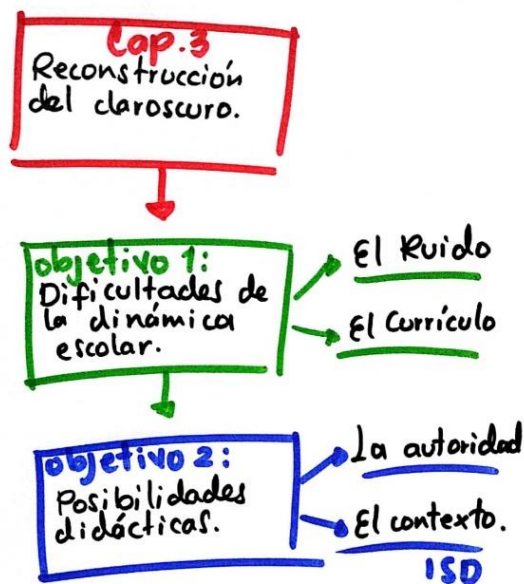 Cap.3
Reconstrucción
del claroscuro.
objetivo 1:
Dificultades de
la dinámica
escolar.
El Ruido
El Currículo
objetivo 2:
Posibilidades
didácticas.
La autoridad
El contexto.
ISD